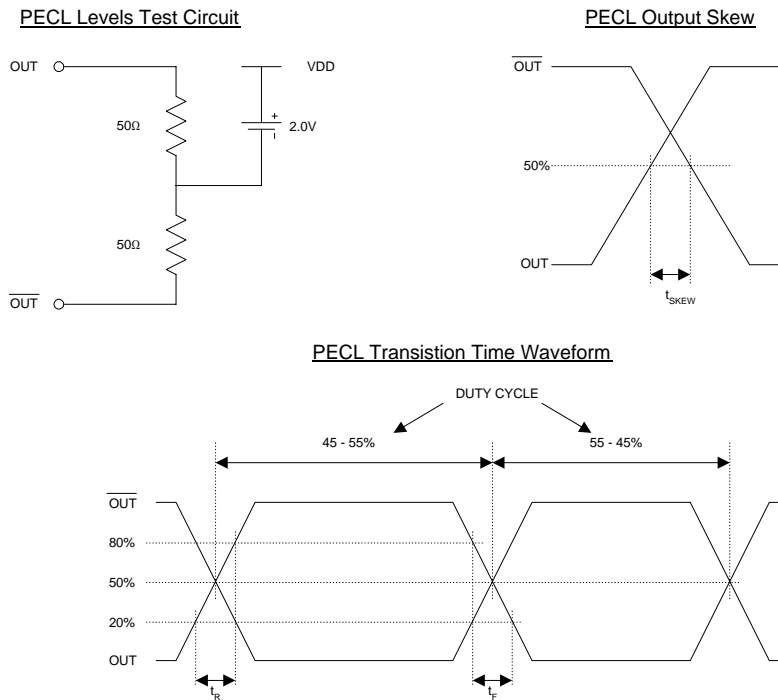 PECL Levels Test Circuit
OUT
VDD
50Ω
+
2.0V
-
50Ω
OUT
PECL Output Skew
OUT
50%
OUT
tSKEW
PECL Transistion Time Waveform
DUTY CYCLE
45 - 55%
55 - 45%
OUT
80%
50%
20%
OUT
tR
tF